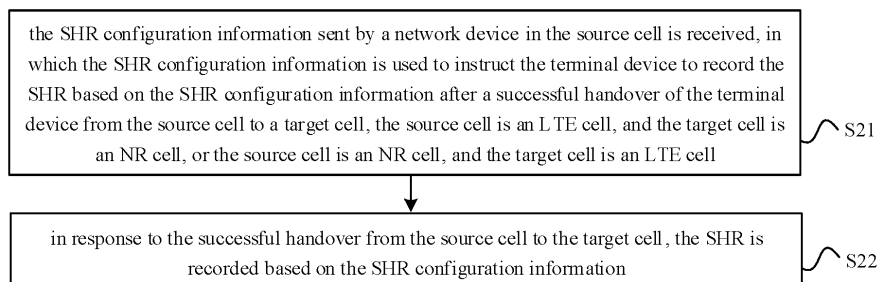 the SHR configuration information sent by a network device in the source cell is received, in
which the SHR configuration information is used to instruct the terminal device to record the
SHR based on the SHR configuration information after a successful handover of the terminal
device from the source cell to a target cell, the source cell is an LTE cell, and the target cell is
an NR cell, or the source cell is an NR cell, and the target cell is an LTE cell
S21
in response to the successful handover from the source cell to the target cell, the SHR is
recorded based on the SHR configuration information
S22